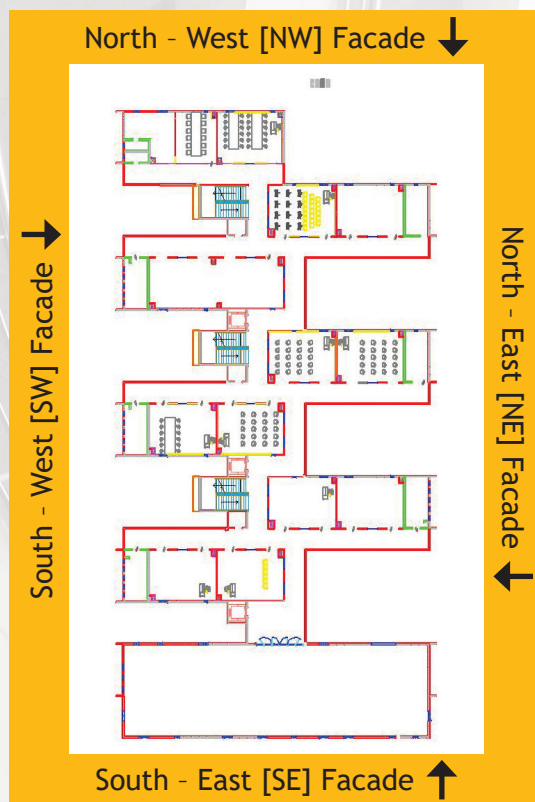 North - West [NW] Facade
South - West [SW] Facade
North - East [NE] Facade
South - East [SE] Facade